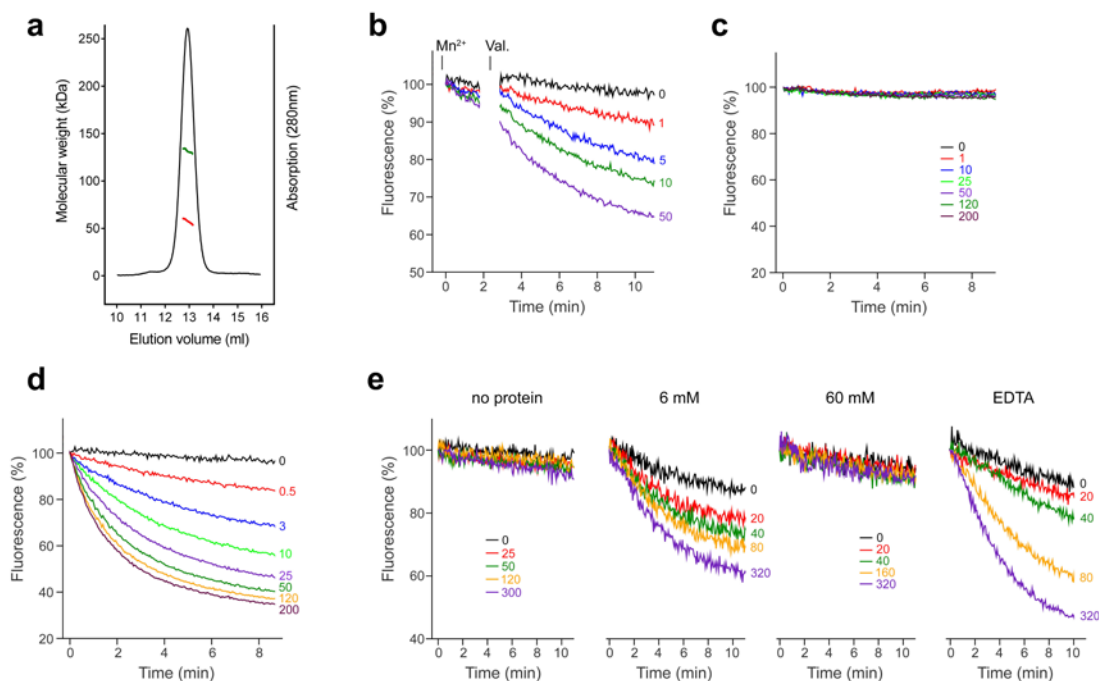 a
Molecular weight (kDa)
250
200
150
100
50
0
10 11 12 13 14 15 16
Elution volume (ml)
Absorption (280nm)
b
Mn²⁺
Val.
Fluorescence (%)
100
90
80
70
60
50
0
1
5
10
50
0 2 4 6 8 10
Time (min)
c
Fluorescence (%)
100
80
60
40
20
0
1
10
25
50
120
200
0 2 4 6 8
Time (min)
d
Fluorescence (%)
100
80
60
40
20
0
0.5
3
10
25
50
120
200
0 2 4 6 8
Time (min)
e
no protein
Fluorescence (%)
100
80
60
40
0
25
50
120
300
0 2 4 6 8 10
Time (min)
6 mM
0
20
40
80
320
0 2 4 6 8 10
Time (min)
60 mM
0
20
40
160
320
0 2 4 6 8 10
Time (min)
EDTA
0
20
40
80
320
0 2 4 6 8 10
Time (min)